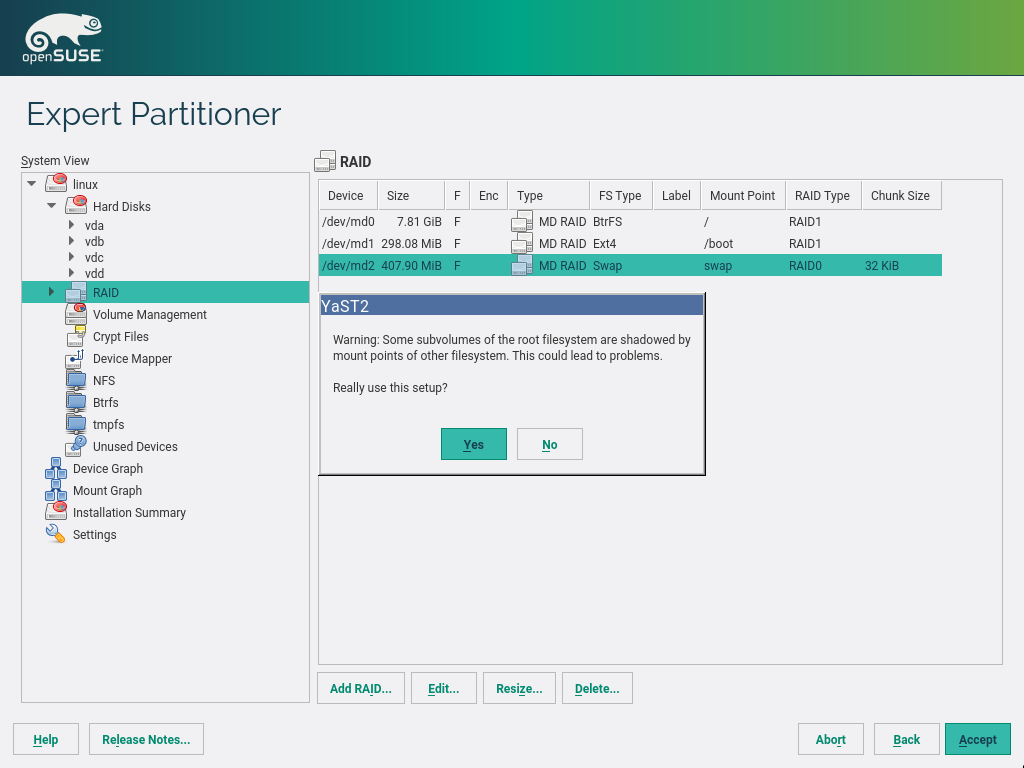 openSUSE
Expert Partitioner
System View
linux
Hard Disks
vda
vdb
vdc
vdd
RAID
Volume Management
Crypt Files
Device Mapper
NFS
Btrfs
tmpfs
Unused Devices
Device Graph
Mount Graph
Installation Summary
Settings
RAID
Device Size F Enc Type FS Type Label Mount Point RAID Type Chunk Size
/dev/md0 7.81 GiB F MD RAID BtrFS / RAID1
/dev/md1 298.08 MiB F MD RAID Ext4 /boot RAID1
/dev/md2 407.90 MiB F MD RAID Swap swap RAID0 32 KiB
YaST2
Warning: Some subvolumes of the root filesystem are shadowed by
mount points of other filesystem. This could lead to problems.
Really use this setup?
Yes No
Add RAID... Edit... Resize... Delete...
Help Release Notes... Abort Back Accept